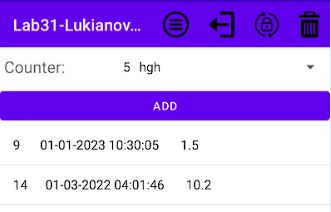 Lab31-Lukianov...
Counter: 5 hgh
ADD
9 01-01-2023 10:30:05 1.5
14 01-03-2022 04:01:46 10.2